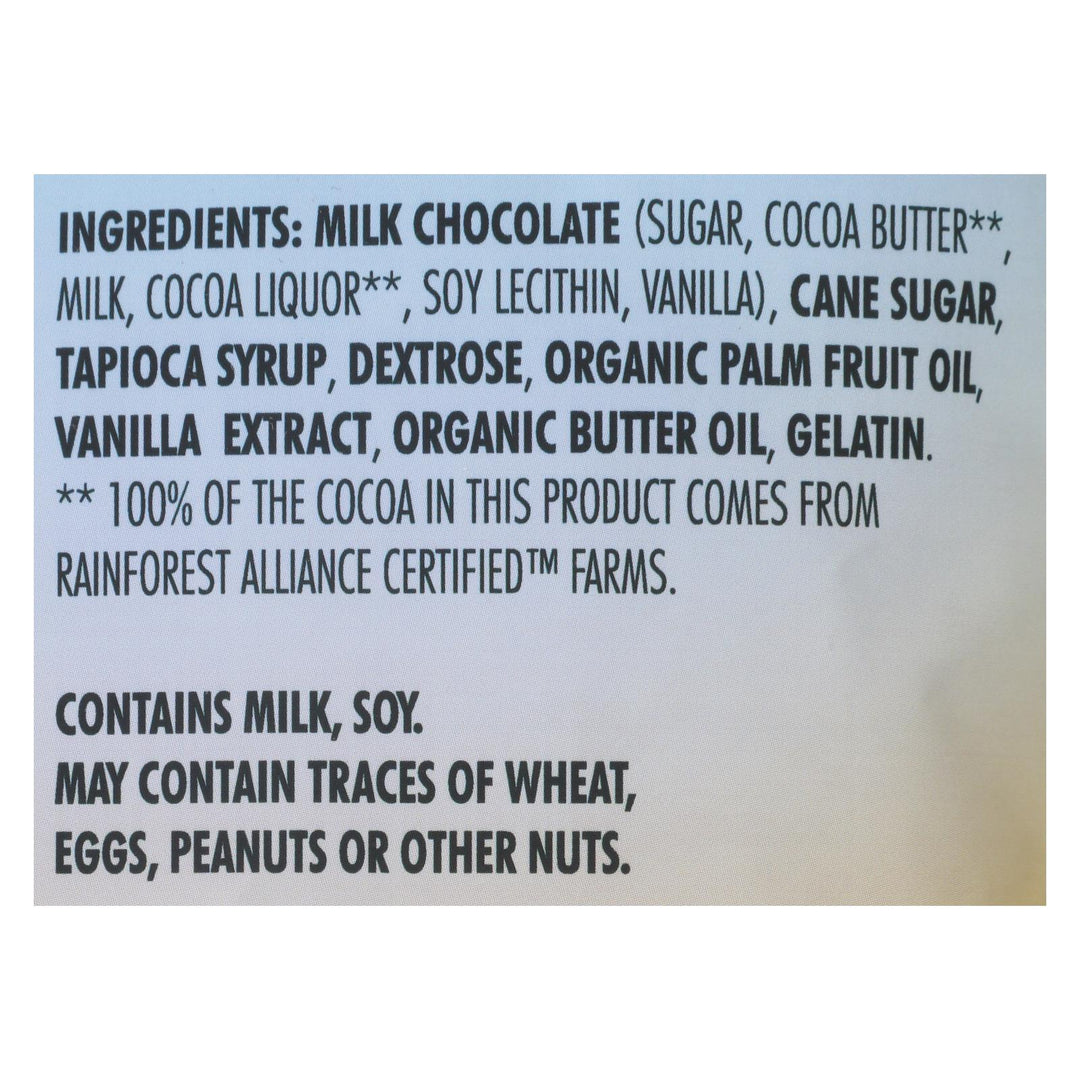 INGREDIENTS: MILK CHOCOLATE (SUGAR, COCOA BUTTER**,
MILK, COCOA LIQUOR**, SOY LECITHIN, VANILLA), CANE SUGAR,
TAPIOCA SYRUP, DEXTROSE, ORGANIC PALM FRUIT OIL,
VANILLA EXTRACT, ORGANIC BUTTER OIL, GELATIN.
** 100% OF THE COCOA IN THIS PRODUCT COMES FROM
RAINFOREST ALLIANCE CERTIFIED™ FARMS.
CONTAINS MILK, SOY.
MAY CONTAIN TRACES OF WHEAT,
EGGS, PEANUTS OR OTHER NUTS.